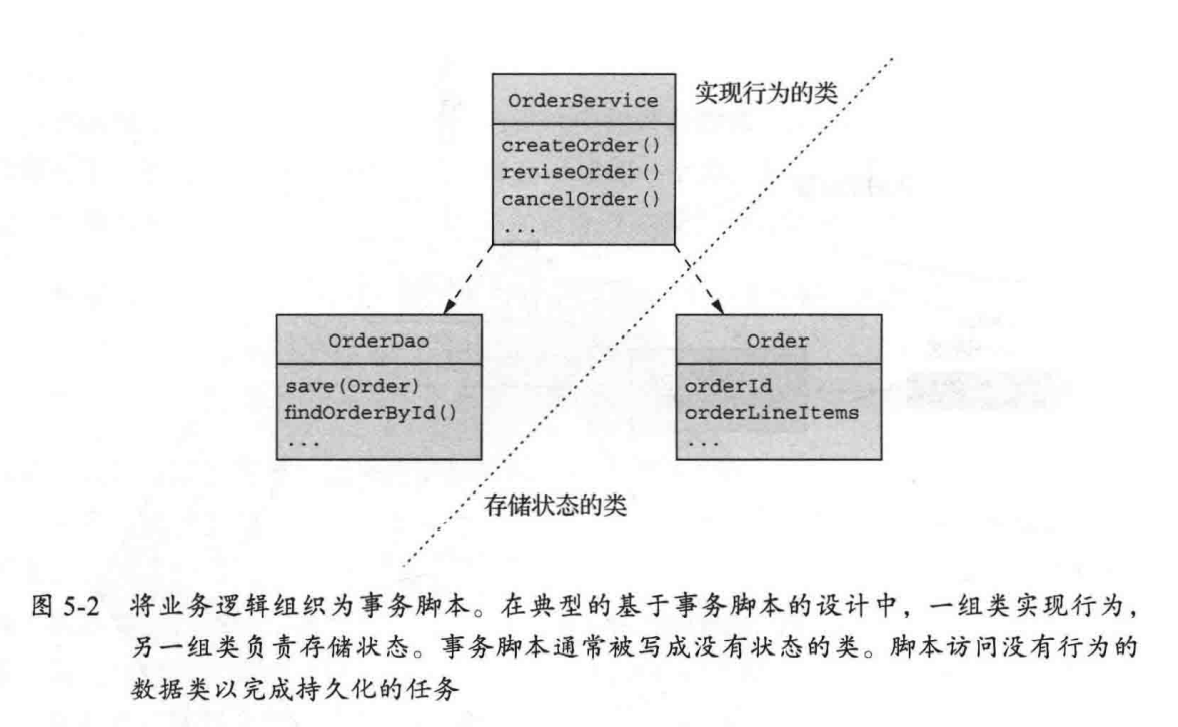 实现行为的类
OrderService
createOrder()
reviseOrder()
cancelOrder()
...
OrderDao
save(Order)
findOrderById()
...
Order
orderId
orderLineItems
...
存储状态的类
图 5-2 将业务逻辑组织为事务脚本。在典型的基于事务脚本的设计中，一组类实现行为，
另一组类负责存储状态。事务脚本通常被写成没有状态的类。脚本访问没有行为的
数据类以完成持久化的任务